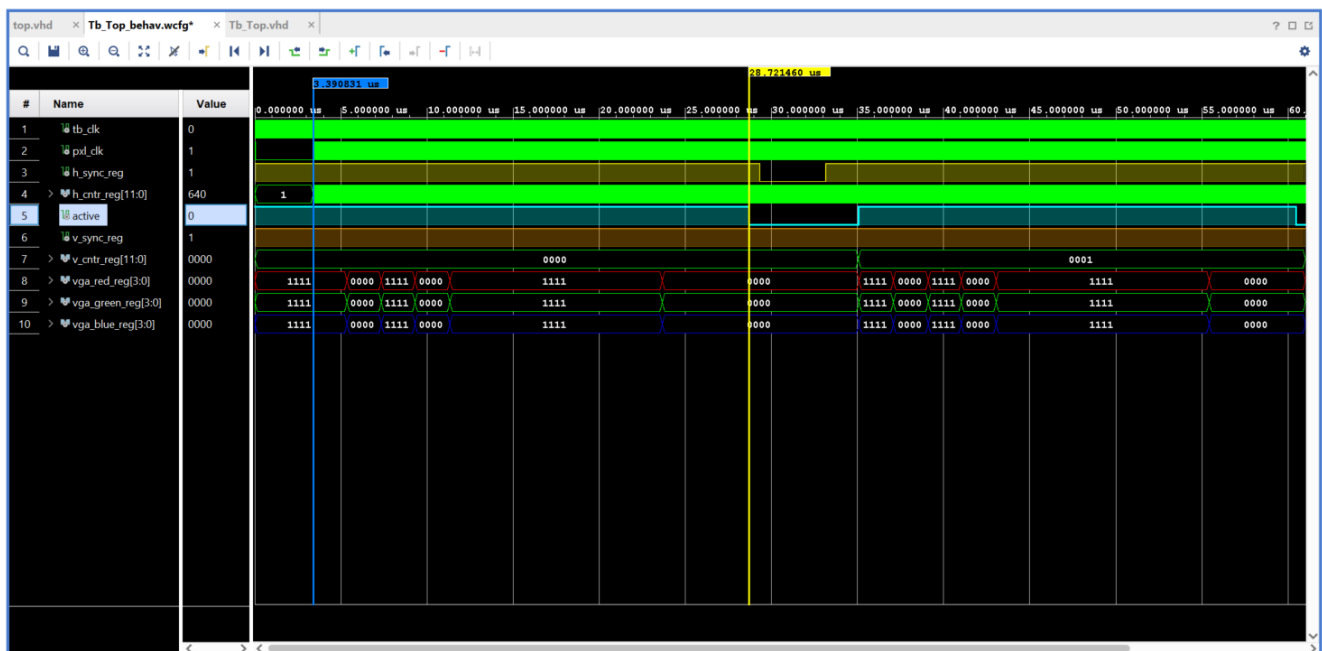 top.vhd × Tb_Top_behav.wcfg* × Tb_Top.vhd × ?
28.721460 us
3.390831 us
# Name Value 0.000000 us 5.000000 us 10.000000 us 15.000000 us 20.000000 us 25.000000 us 30.000000 us 35.000000 us 40.000000 us 45.000000 us 50.000000 us 55.000000 us 60.
1 tb_clk 0
2 pxl_clk 1
3 h_sync_reg 1
4 > h_cntr_reg[11:0] 640 1
5 active 0
6 v_sync_reg 1
7 > v_cntr_reg[11:0] 0000 0000 0001
8 > vga_red_reg[3:0] 0000 1111 0000 1111 0000 1111 0000 1111 0000 1111 0000 1111 0000
9 > vga_green_reg[3:0] 0000 1111 0000 1111 0000 1111 0000 1111 0000 1111 0000 1111 0000
10 > vga_blue_reg[3:0] 0000 1111 0000 1111 0000 1111 0000 1111 0000 1111 0000 1111 0000